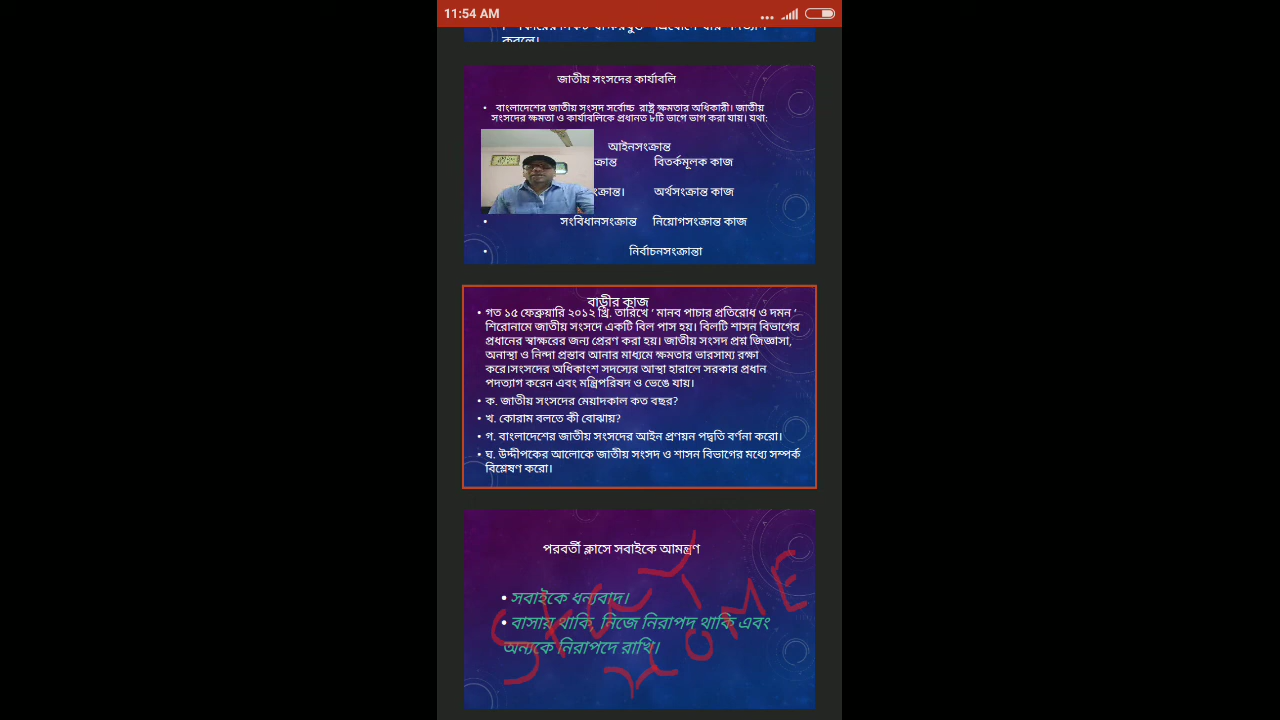 11:54 AM
করলে।
জাতীয় সংসদের কার্যাবলি
• বাংলাদেশের জাতীয় সংসদ সর্বোচ্চ রাষ্ট্র ক্ষমতার অধিকারী। জাতীয়
সংসদের ক্ষমতা ও কার্যাবলিকে প্রধানত ৮টি ভাগে ভাগ করা যায়। যথা:
আইনসংক্রান্ত
ক্রান্ত বিতর্কমূলক কাজ
ংক্রান্ত। অর্থসংক্রান্ত কাজ
• সংবিধানসংক্রান্ত নিয়োগসংক্রান্ত কাজ
• নির্বাচনসংক্রান্তা
বাড়ীর কাজ
• গত ১৫ ফেব্রুয়ারি ২০১২ খ্রি. তারিখে ‘ মানব পাচার প্রতিরোধ ও দমন ’
শিরোনামে জাতীয় সংসদে একটি বিল পাস হয়। বিলটি শাসন বিভাগের
প্রধানের স্বাক্ষরের জন্য প্রেরণ করা হয়। জাতীয় সংসদ প্রশ্ন জিজ্ঞাসা,
অনাস্থা ও নিন্দা প্রস্তাব আনার মাধ্যমে ক্ষমতার ভারসাম্য রক্ষা
করে।সংসদের অধিকাংশ সদস্যের আস্থা হারালে সরকার প্রধান
পদত্যাগ করেন এবং মন্ত্রিপরিষদ ও ভেঙে যায়।
• ক. জাতীয় সংসদের মেয়াদকাল কত বছর?
• খ. কোরাম বলতে কী বোঝায়?
• গ. বাংলাদেশের জাতীয় সংসদের আইন প্রণয়ন পদ্বতি বর্ণনা করো।
• ঘ. উদ্দীপকের আলোকে জাতীয় সংসদ ও শাসন বিভাগের মধ্যে সম্পর্ক
বিশ্লেষণ করো।
পরবর্তী ক্লাসে সবাইকে আমন্ত্রণ
• সবাইকে ধন্যবাদ।
• বাসায় থাকি, নিজে নিরাপদ থাকি এবং
অন্যকে নিরাপদে রাখি।